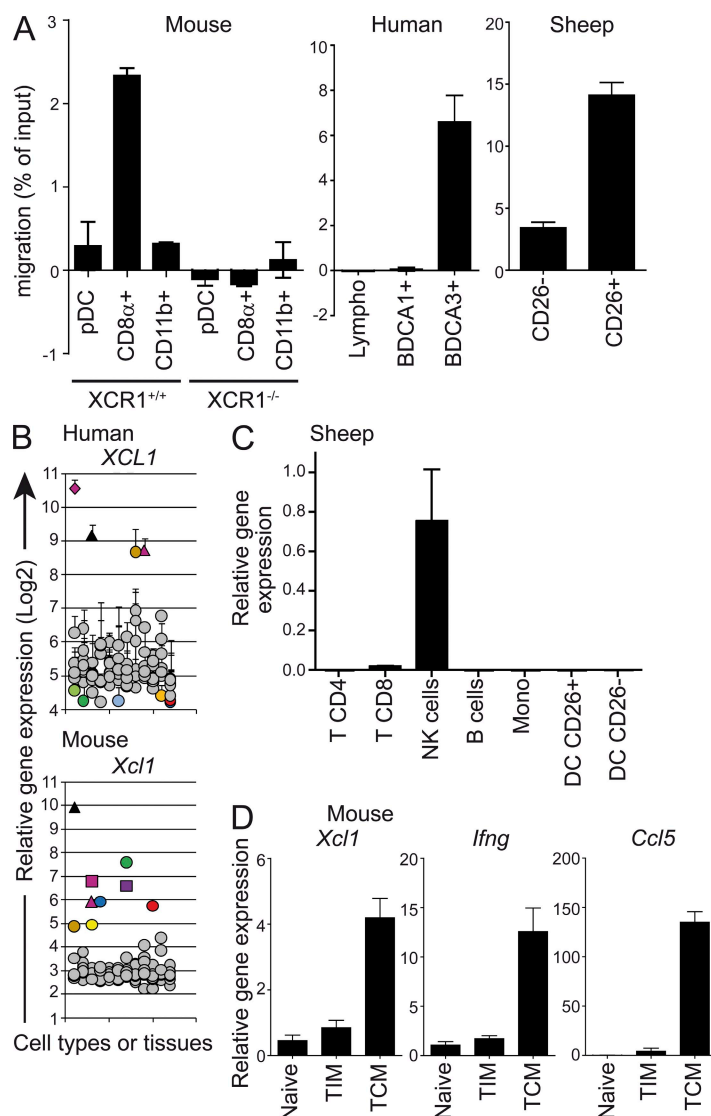 A
Mouse
Human
Sheep
migration (% of input)
3
2
1
0
-1
pDC
CD8α+
CD11b+
pDC
CD8α+
CD11b+
XCR1+/+
XCR1-/-
10
8
6
4
2
0
-2
Lympho
BDCA1+
BDCA3+
20
15
10
5
0
CD26-
CD26+
B
Human
XCL1
Relative gene expression (Log2)
11
10
9
8
7
6
5
4
Mouse
Xcl1
11
10
9
8
7
6
5
4
3
2
1
Cell types or tissues
C
Sheep
Relative gene
expression
1.0
0.8
0.6
0.4
0.2
0.0
T CD4
T CD8
NK cells
B cells
Mono
DC CD26+
DC CD26-
D
Mouse
Xcl1
Ifng
Ccl5
Relative gene expression
6
4
2
0
Naive
TIM
TCM
20
15
10
5
0
Naive
TIM
TCM
200
150
100
50
0
Naive
TIM
TCM